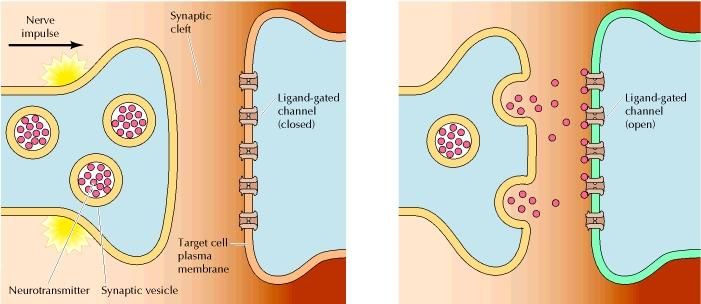 Nerve
impulse
Synaptic
cleft
Ligand-gated
channel
(closed)
Target cell
plasma
membrane
Neurotransmitter
Synaptic vesicle
Ligand-gated
channel
(open)